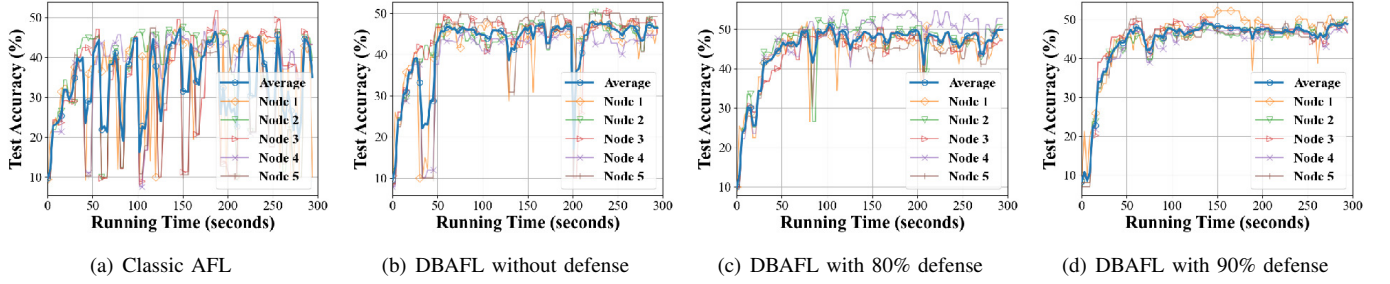 Test Accuracy (%)
50
40
30
20
10
0
50
100
150
200
250
300
Running Time (seconds)
Average
Node 1
Node 2
Node 3
Node 4
Node 5
(a) Classic AFL
Test Accuracy (%)
50
40
30
20
10
0
50
100
150
200
250
300
Running Time (seconds)
Average
Node 1
Node 2
Node 3
Node 4
Node 5
(b) DBAFL without defense
Test Accuracy (%)
60
50
40
30
20
10
0
50
100
150
200
250
300
Running Time (seconds)
Average
Node 1
Node 2
Node 3
Node 4
Node 5
(c) DBAFL with 80% defense
Test Accuracy (%)
50
40
30
20
10
0
50
100
150
200
250
300
Running Time (seconds)
Average
Node 1
Node 2
Node 3
Node 4
Node 5
(d) DBAFL with 90% defense